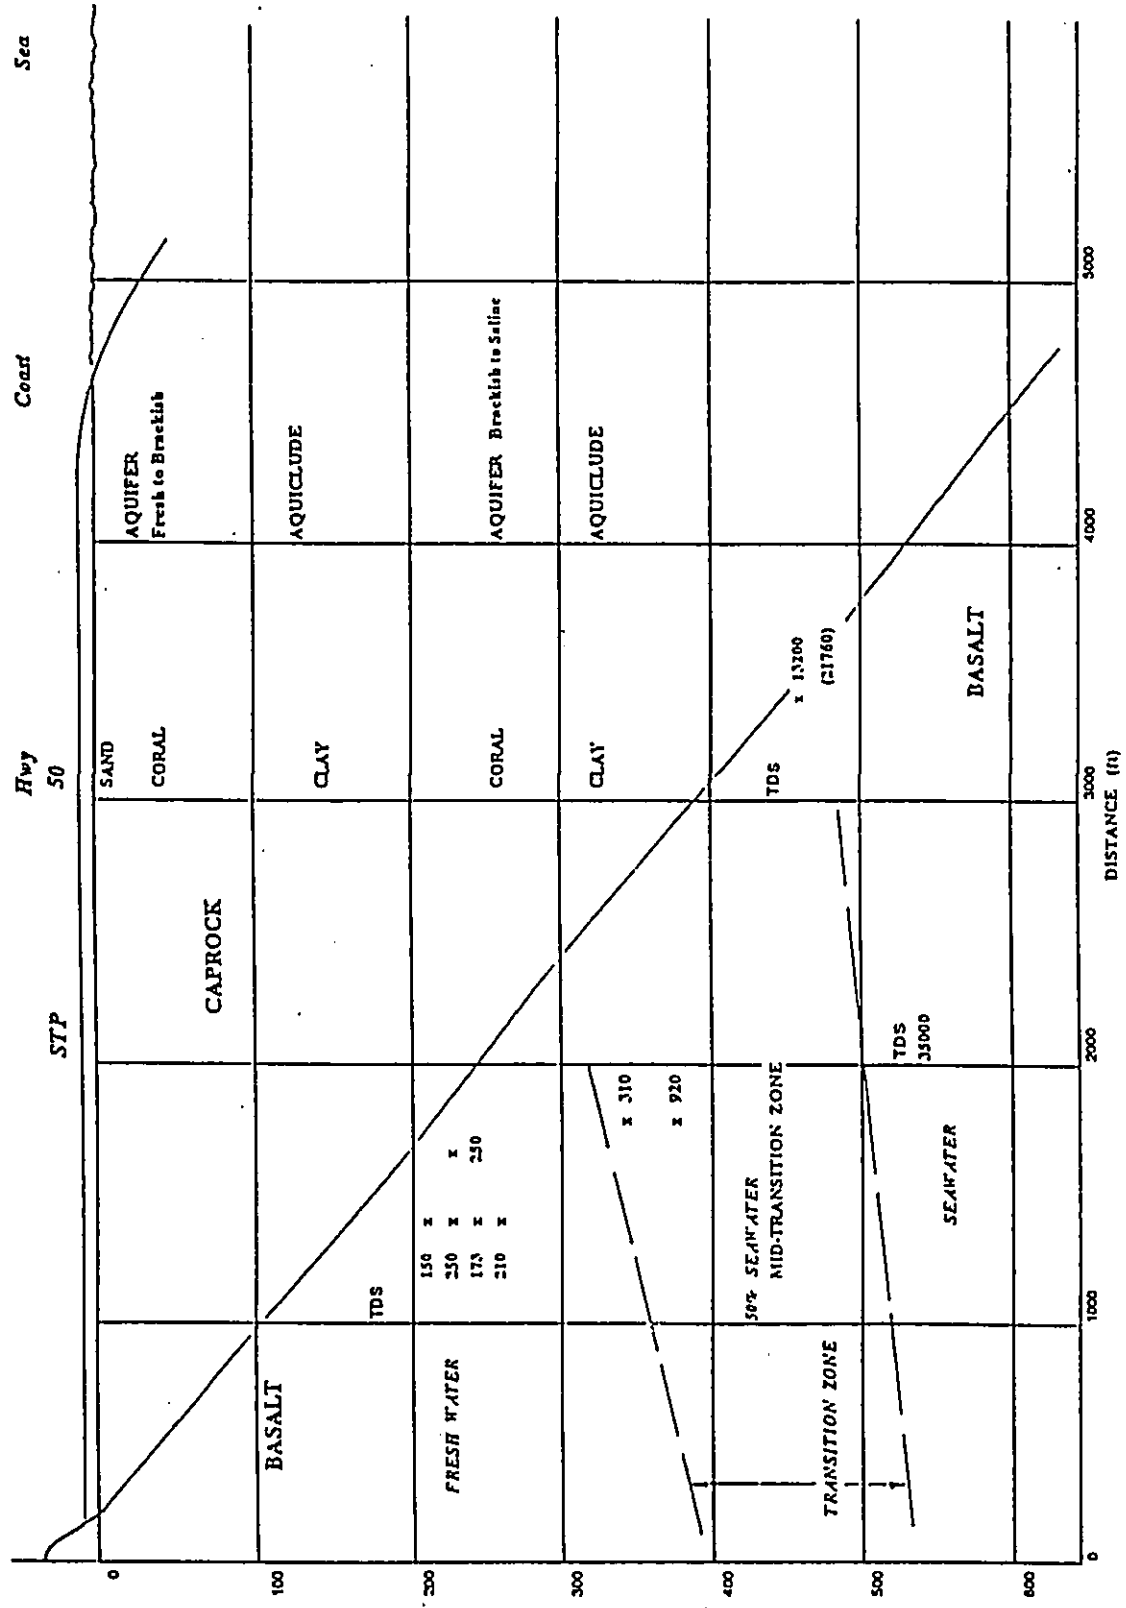 Hwy
50
STP
Coast
Sea
SAND
CORAL
AQUIFER
Fresh to Brackish
CAPROCK
CLAY
AQUICLUDE
CORAL
AQUIFER Brackish to Saline
CLAY
AQUICLUDE
BASALT
TDS
FRESH WATER
150 x
250 x
173 x
210 x
x
250
x 310
x 920
TDS
x 13200
(21760)
50% SEAWATER
MID-TRANSITION ZONE
TRANSITION ZONE
TDS
35000
SEAWATER
BASALT
0
100
200
300
400
500
600
0
1000
2000
3000
4000
5000
DISTANCE (ft)